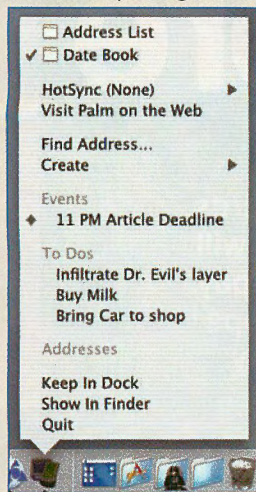 Address List
✓ Date Book
HotSync (None)
Visit Palm on the Web
Find Address...
Create
Events
11 PM Article Deadline
To Dos
Infiltrate Dr. Evil's layer
Buy Milk
Bring Car to shop
Addresses
Keep In Dock
Show In Finder
Quit